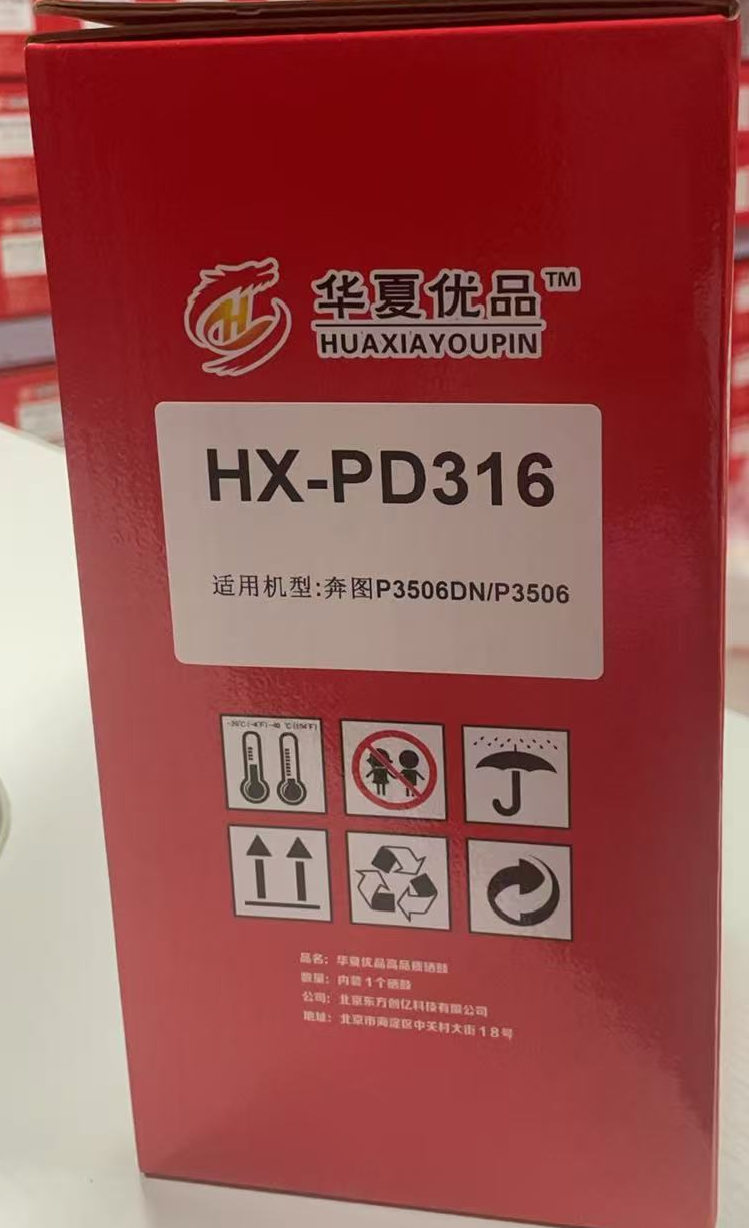 华夏优品™
HUAXIAYOUPIN
HX-PD316
适用机型:奔图P3506DN/P3506
品名：华夏优品高品质硒鼓
数量：内装1个硒鼓
公司：北京东方创亿科技有限公司
地址：北京市海淀区中关村大街18号